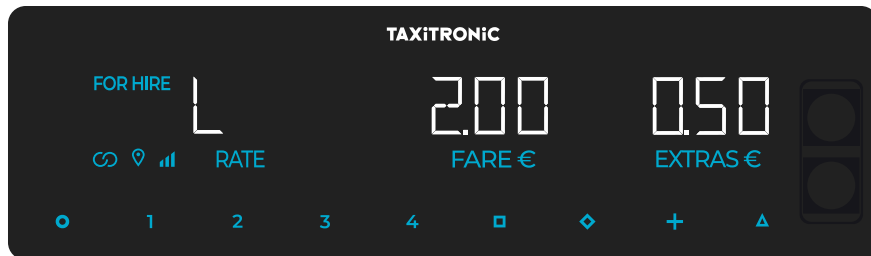 TAXiTRONiC
FOR HIRE L 2.00 0.50
RATE FARE € EXTRAS €
1 2 3 4